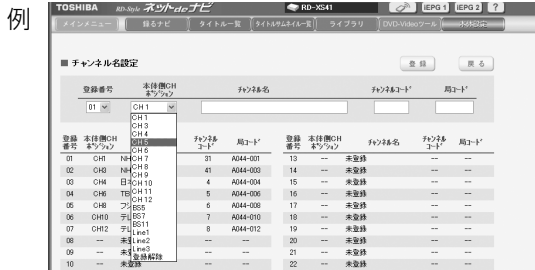 例
TOSHIBA RD-Style ネットdeナビ RD-XS41 iEPG 1 iEPG 2 ?
メインメニュー 録るナビ タイトル一覧 タイトルサムネイル一覧 ライブラリ DVD-Videoツール 本体設定
■ チャンネル名設定 登録 戻る
登録番号 本体側CHポジション チャンネル名 チャンネルコード 局コード
01 CH 1
CH 1
CH 3
CH 4
CH 5
CH 6
CH 7
CH 8
CH 9
CH 10
CH 11
CH 12
BS5
BS7
BS11
Line1
Line2
Line3
登録解除
登録番号 本体側CHポジション チャンネルコード 局コード 登録番号 本体側CHポジション チャンネル名 チャンネルコード 局コード
01 CH1 NH 31 A044-001 13 -- 未登録 -- --
02 CH3 NH 41 A044-003 14 -- 未登録 -- --
03 CH4 日 4 A004-004 15 -- 未登録 -- --
04 CH6 TB 5 A004-006 16 -- 未登録 -- --
05 CH8 フジ 6 A004-008 17 -- 未登録 -- --
06 CH10 テレ 7 A004-010 18 -- 未登録 -- --
07 CH12 テレ 8 A044-012 19 -- 未登録 -- --
08 -- 未登 -- -- 20 -- 未登録 -- --
09 -- 未登 -- -- 21 -- 未登録 -- --
10 -- 未登録 -- -- 22 -- 未登録 -- --